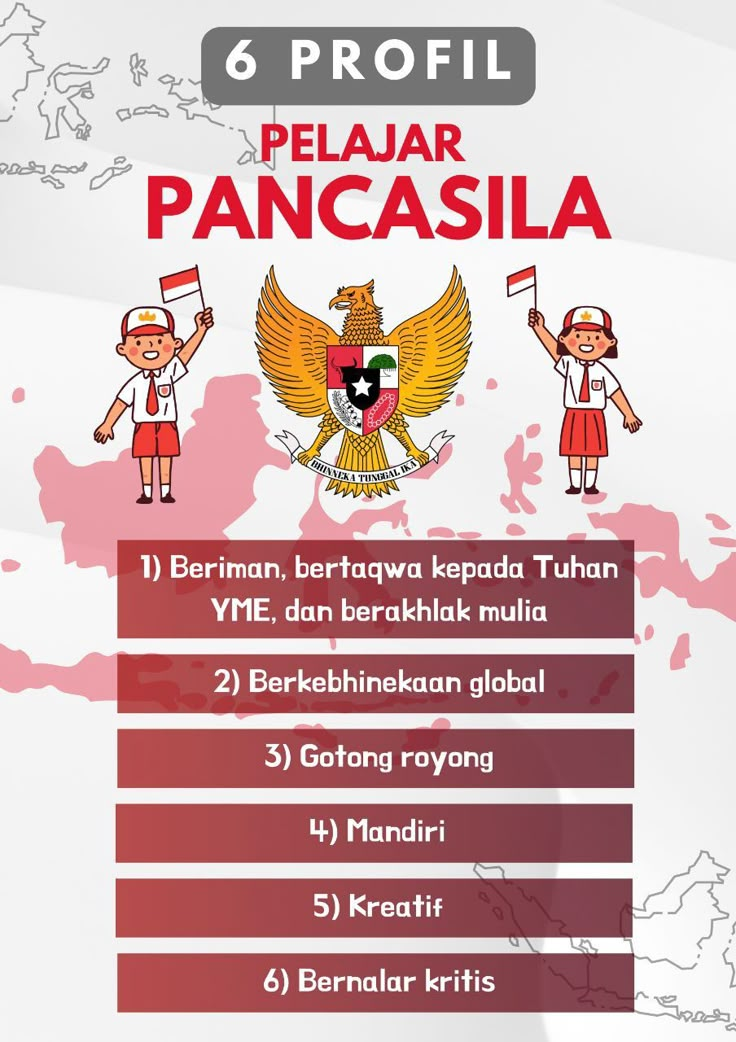 6 PROFIL
PELAJAR
PANCASILA
BHINNEKA TUNGGAL IKA
1) Beriman, bertaqwa kepada Tuhan
YME, dan berakhlak mulia
2) Berkebhinekaan global
3) Gotong royong
4) Mandiri
5) Kreatif
6) Bernalar kritis